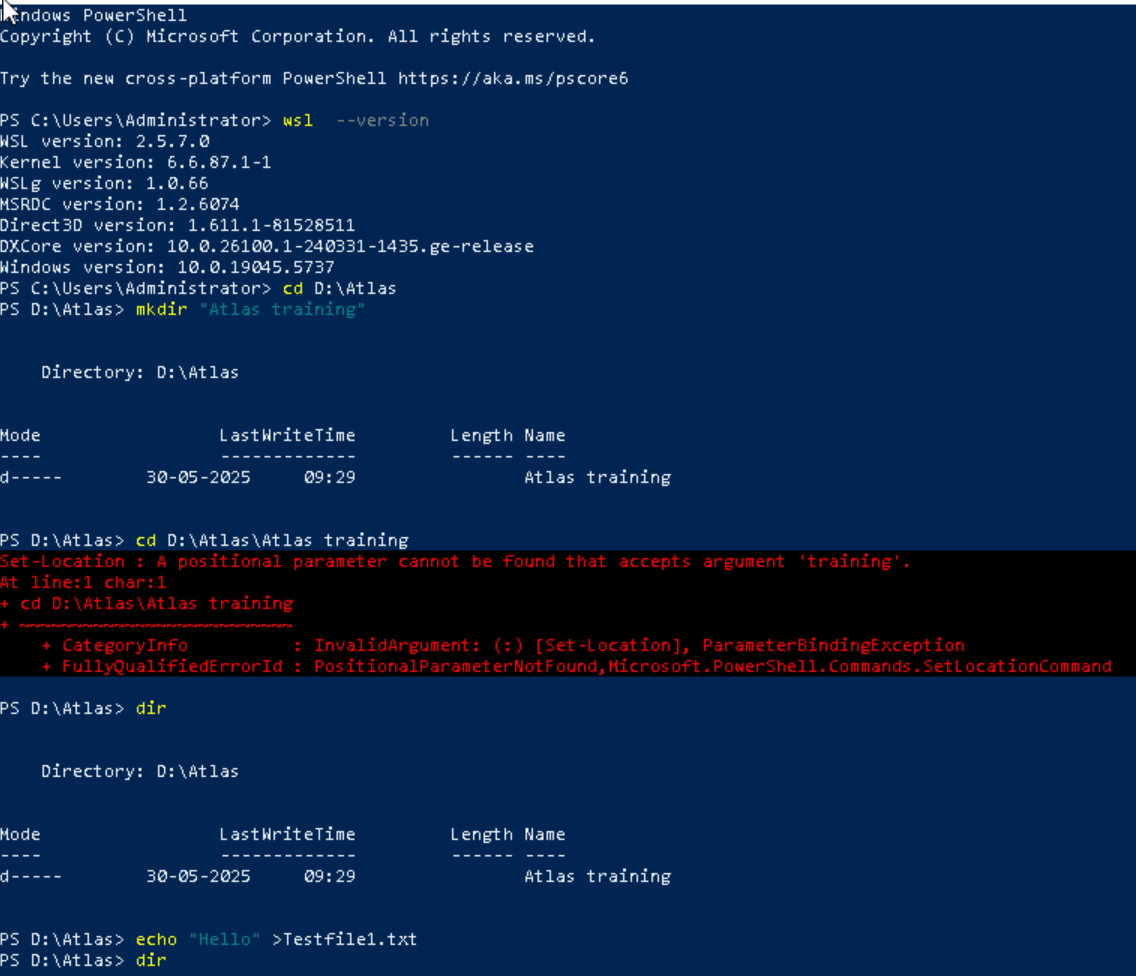 Windows PowerShell
Copyright (C) Microsoft Corporation. All rights reserved.
Try the new cross-platform PowerShell https://aka.ms/pscore6
PS C:\Users\Administrator> wsl  --version
WSL version: 2.5.7.0
Kernel version: 6.6.87.1-1
WSLg version: 1.0.66
MSRDC version: 1.2.6074
Direct3D version: 1.611.1-81528511
DXCore version: 10.0.26100.1-240331-1435.ge-release
Windows version: 10.0.19045.5737
PS C:\Users\Administrator> cd D:\Atlas
PS D:\Atlas> mkdir "Atlas training"
    Directory: D:\Atlas
Mode                 LastWriteTime         Length Name
----                 -------------         ------ ----
d-----        30-05-2025     09:29                Atlas training
PS D:\Atlas> cd D:\Atlas\Atlas training
Set-Location : A positional parameter cannot be found that accepts argument 'training'.
At line:1 char:1
+ cd D:\Atlas\Atlas training
+ ~~~~~~~~~~~~~~~~~~~~~~~~~~
    + CategoryInfo          : InvalidArgument: (:) [Set-Location], ParameterBindingException
    + FullyQualifiedErrorId : PositionalParameterNotFound,Microsoft.PowerShell.Commands.SetLocationCommand
PS D:\Atlas> dir
    Directory: D:\Atlas
Mode                 LastWriteTime         Length Name
----                 -------------         ------ ----
d-----        30-05-2025     09:29                Atlas training
PS D:\Atlas> echo "Hello" >Testfile1.txt
PS D:\Atlas> dir